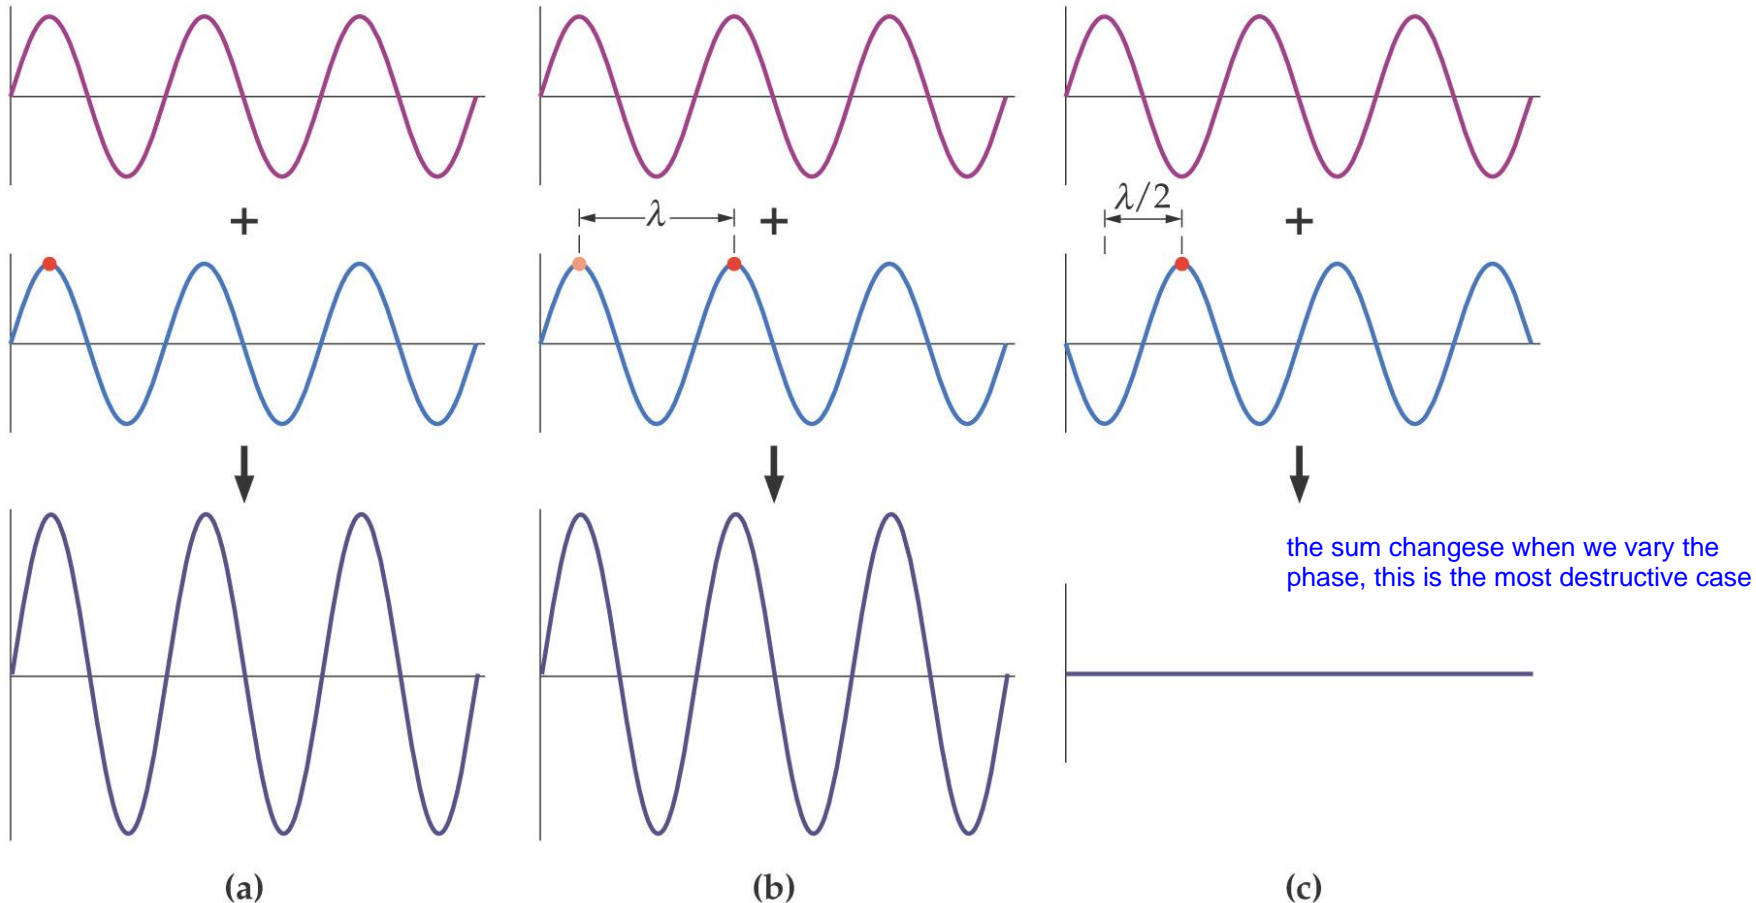 + λ + λ/2 +
the sum changese when we vary the
phase, this is the most destructive case
(a) (b) (c)